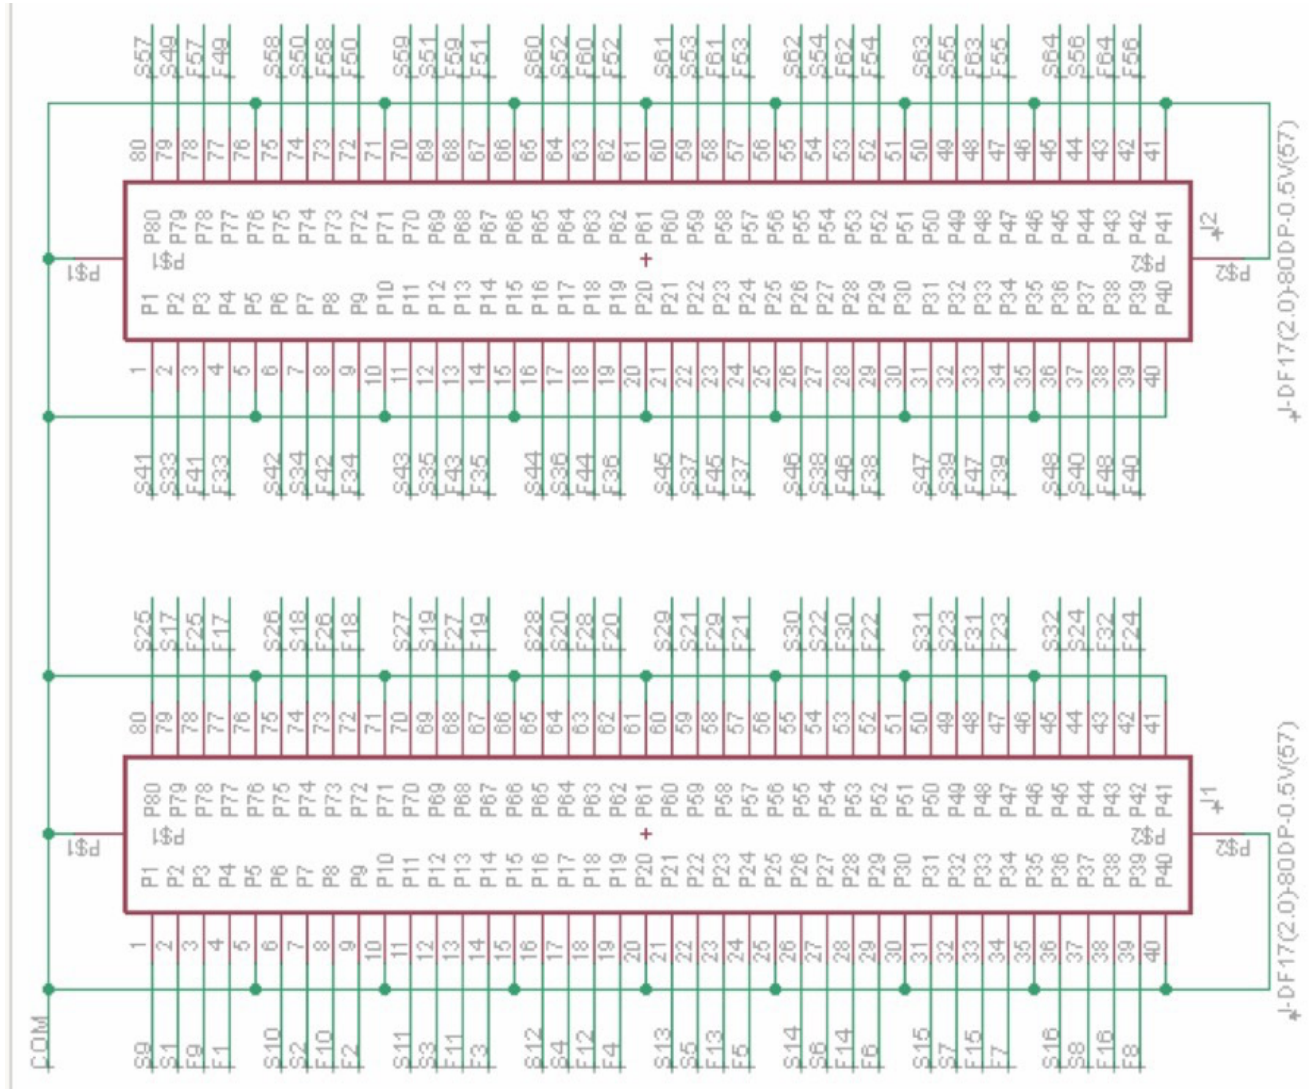 S57 S49 F57 F49 S58 S50 F58 F50 S59 S51 F59 F51 S60 S52 F60 F52 S61 S53 F61 F53 S62 S54 F62 F54 S63 S55 F63 F55 S64 S56 F64 F56
80 79 78 77 76 75 74 73 72 71 70 69 68 67 66 65 64 63 62 61 60 59 58 57 56 55 54 53 52 51 50 49 48 47 46 45 44 43 42 41
P80 P79 P78 P77 P76 P75 P74 P73 P72 P71 P70 P69 P68 P67 P66 P65 P64 P63 P62 P61 P60 P59 P58 P57 P56 P55 P54 P53 P52 P51 P50 P49 P48 P47 P46 P45 P44 P43 P42 P41
J2
P$1 P$1 P$2 P$2
P1 P2 P3 P4 P5 P6 P7 P8 P9 P10 P11 P12 P13 P14 P15 P16 P17 P18 P19 P20 P21 P22 P23 P24 P25 P26 P27 P28 P29 P30 P31 P32 P33 P34 P35 P36 P37 P38 P39 P40
1 2 3 4 5 6 7 8 9 10 11 12 13 14 15 16 17 18 19 20 21 22 23 24 25 26 27 28 29 30 31 32 33 34 35 36 37 38 39 40
J-DF17(2.0)-80DP-0.5V(57)
S41 S33 F41 F33 S42 S34 F42 F34 S43 S35 F43 F35 S44 S36 F44 F36 S45 S37 F45 F37 S46 S38 F46 F38 S47 S39 F47 F39 S48 S40 F48 F40
S25 S17 F25 F17 S26 S18 F26 F18 S27 S19 F27 F19 S28 S20 F28 F20 S29 S21 F29 F21 S30 S22 F30 F22 S31 S23 F31 F23 S32 S24 F32 F24
80 79 78 77 76 75 74 73 72 71 70 69 68 67 66 65 64 63 62 61 60 59 58 57 56 55 54 53 52 51 50 49 48 47 46 45 44 43 42 41
P80 P79 P78 P77 P76 P75 P74 P73 P72 P71 P70 P69 P68 P67 P66 P65 P64 P63 P62 P61 P60 P59 P58 P57 P56 P55 P54 P53 P52 P51 P50 P49 P48 P47 P46 P45 P44 P43 P42 P41
J1
P$1 P$1 P$2 P$2
P1 P2 P3 P4 P5 P6 P7 P8 P9 P10 P11 P12 P13 P14 P15 P16 P17 P18 P19 P20 P21 P22 P23 P24 P25 P26 P27 P28 P29 P30 P31 P32 P33 P34 P35 P36 P37 P38 P39 P40
1 2 3 4 5 6 7 8 9 10 11 12 13 14 15 16 17 18 19 20 21 22 23 24 25 26 27 28 29 30 31 32 33 34 35 36 37 38 39 40
J-DF17(2.0)-80DP-0.5V(57)
COM
S9 S1 F9 F1 S10 S2 F10 F2 S11 S3 F11 F3 S12 S4 F12 F4 S13 S5 F13 F5 S14 S6 F14 F6 S15 S7 F15 F7 S16 S8 F16 F8